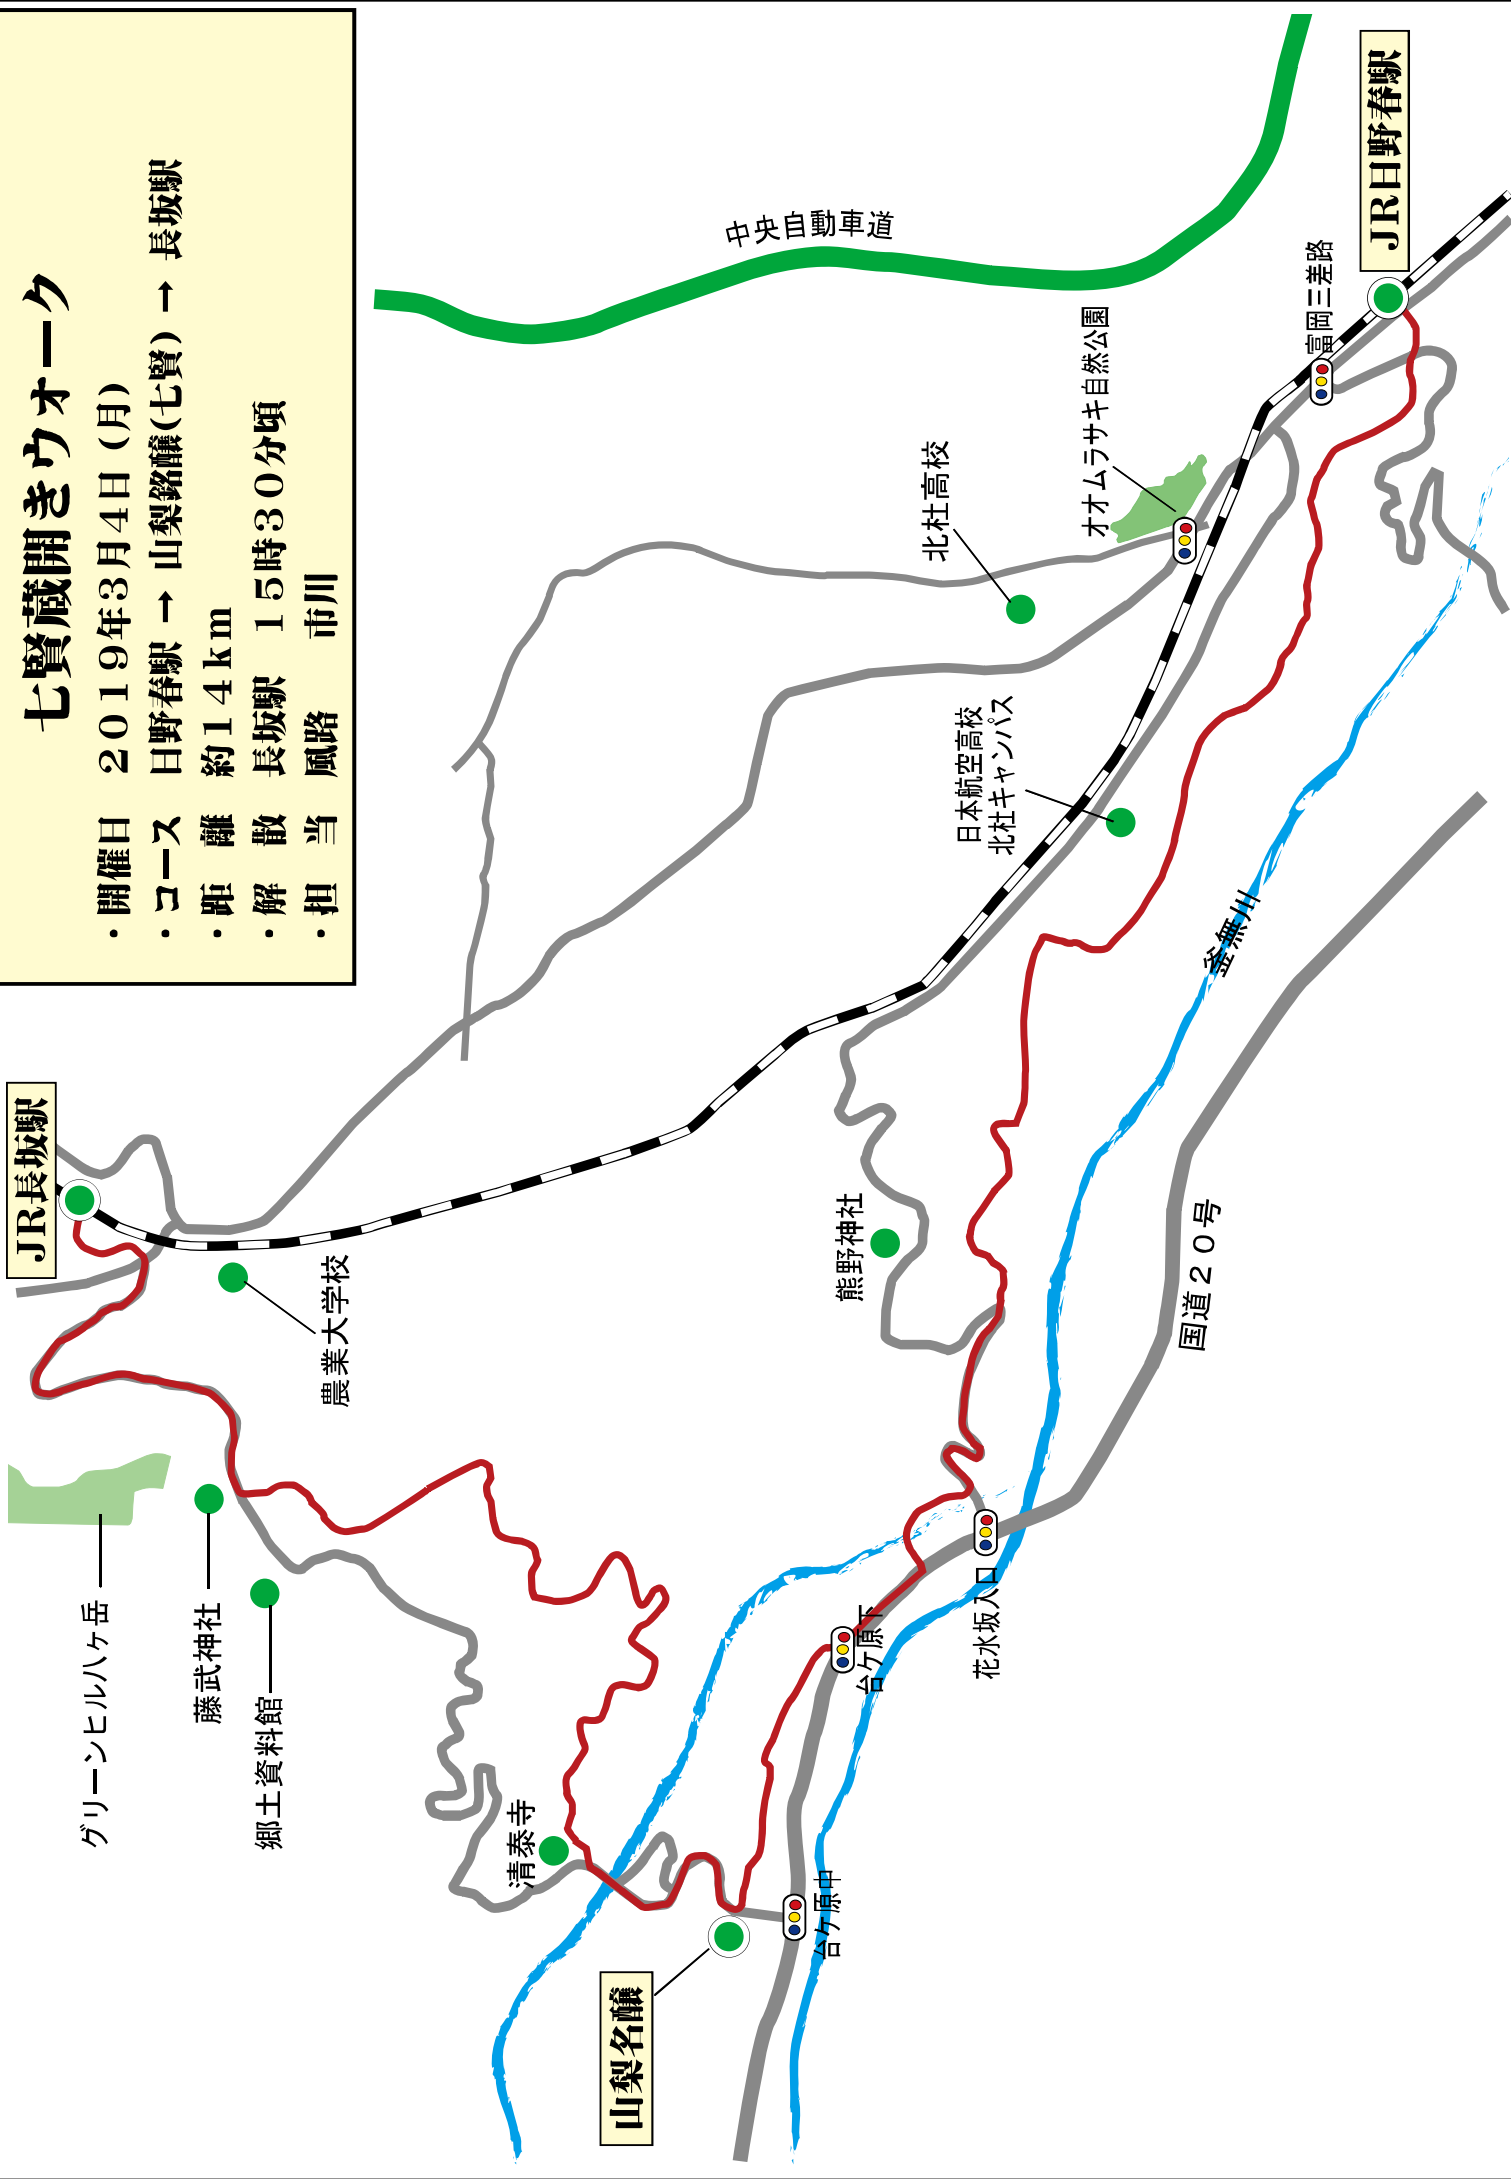 七賢蔵開きウォーク
・開催日　2019年3月4日(月)
・コース　日野春駅 → 山梨銘醸(七賢) → 長坂駅
・距　離　約14km
・解　散　長坂駅　15時30分頃
・担　当　風路　市川
JR長坂駅
農業大学校
グリーンヒル八ヶ岳
藤武神社
郷土資料館
清泰寺
山梨名醸
台ケ原中
台ケ原下
花水坂入口
熊野神社
国道20号
釜無川
日本航空高校
北杜キャンパス
北杜高校
オオムラサキ自然公園
中央自動車道
富岡三差路
JR日野春駅